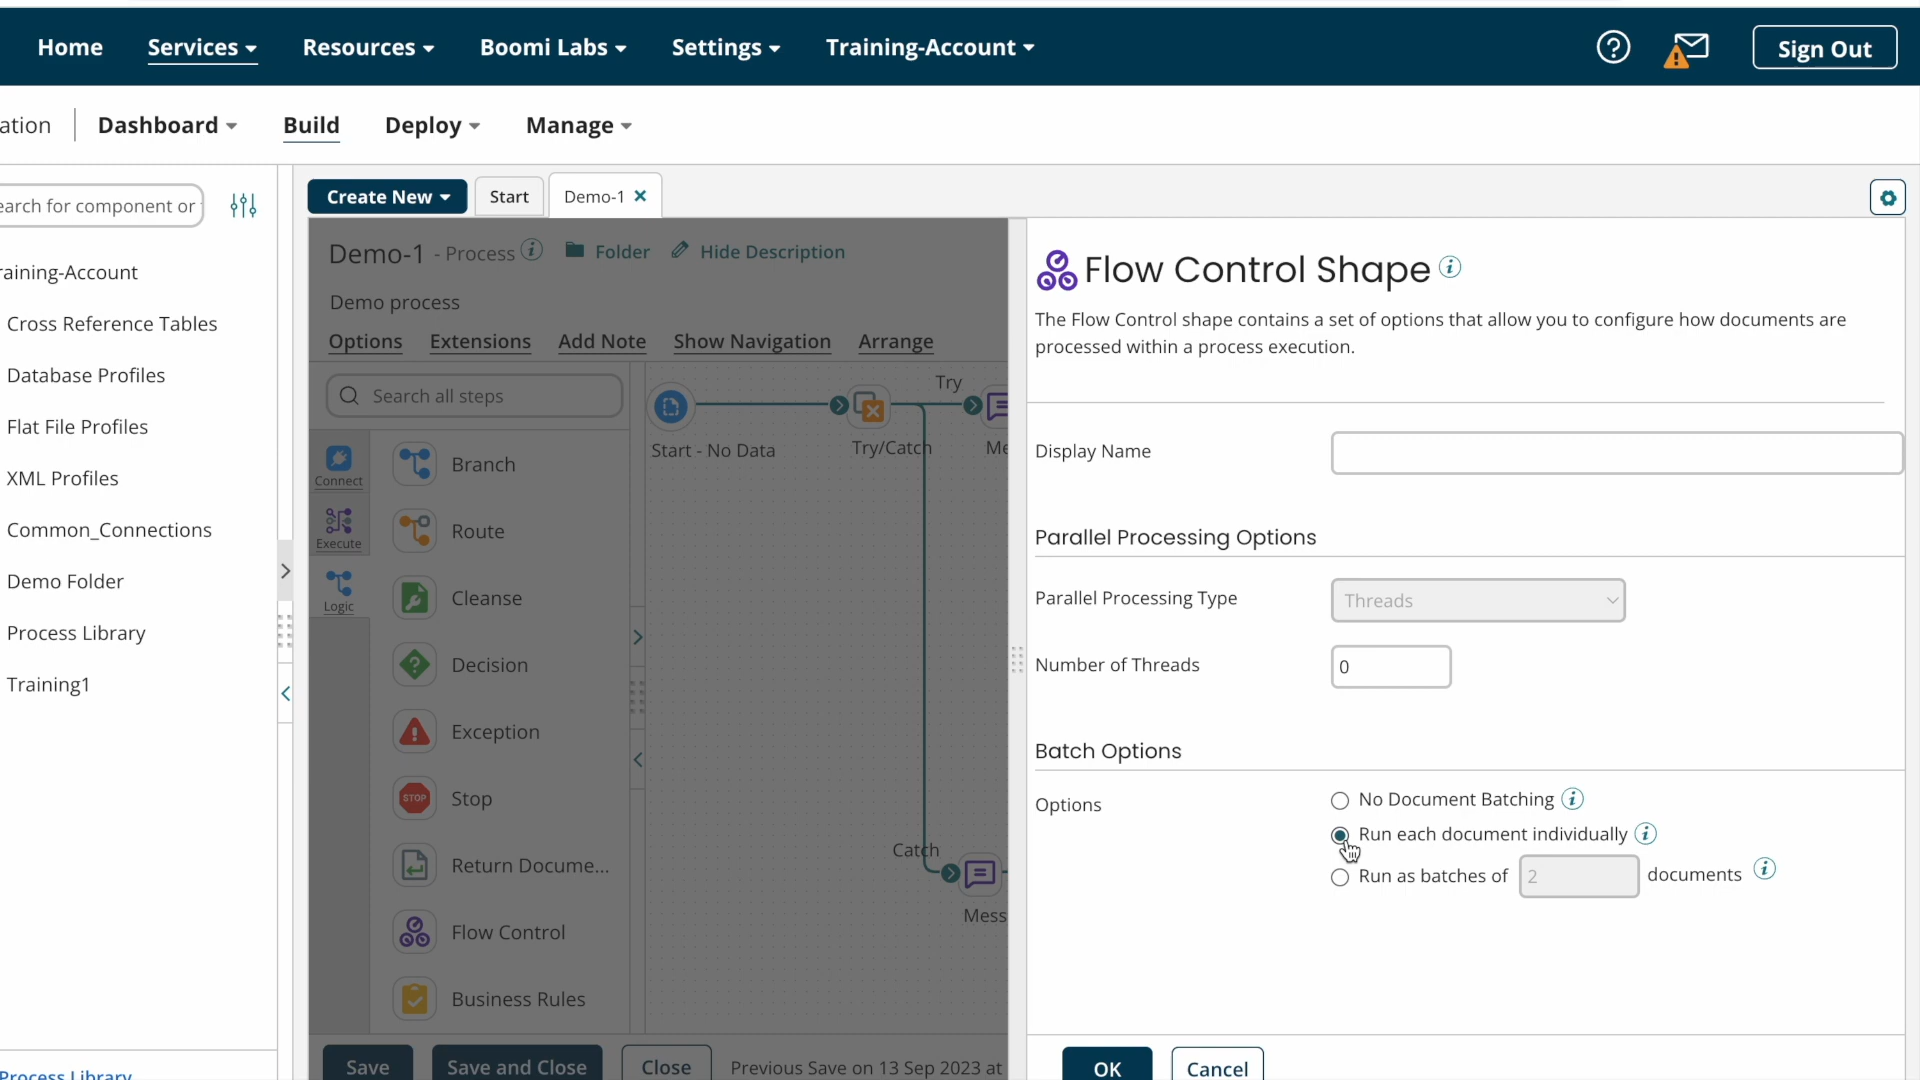 Home Services Resources Boomi Labs Settings Training-Account Sign Out
ation Dashboard Build Deploy Manage
earch for component or
raining-Account
Cross Reference Tables
Database Profiles
Flat File Profiles
XML Profiles
Common_Connections
Demo Folder
Process Library
Training1
Process Library
Create New Start Demo-1
Demo-1 - Process Folder Hide Description
Demo process
Options Extensions Add Note Show Navigation Arrange
Search all steps
Connect
Execute
Logic
Branch
Route
Cleanse
Decision
Exception
STOP Stop
Return Docume...
Flow Control
Business Rules
Try
Start - No Data Try/Catch Me
Catch
Mess
Save Save and Close Close Previous Save on 13 Sep 2023 at
Flow Control Shape
The Flow Control shape contains a set of options that allow you to configure how documents are
processed within a process execution.
Display Name
Parallel Processing Options
Parallel Processing Type Threads
Number of Threads 0
Batch Options
Options No Document Batching
Run each document individually
Run as batches of 2 documents
OK Cancel